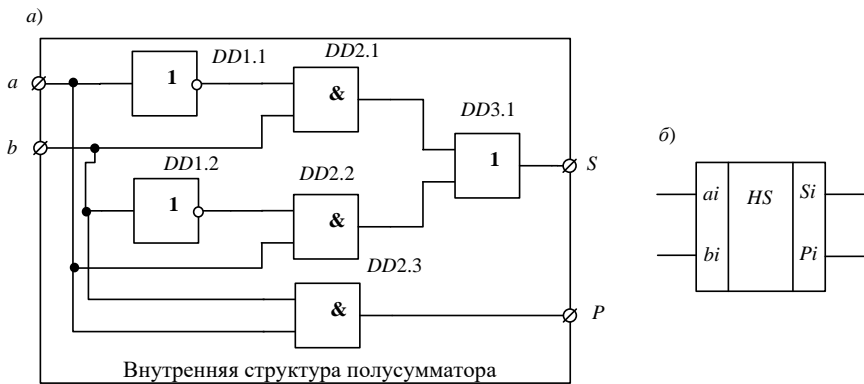 а)
DD1.1
DD2.1
a
1
&
DD3.1
b
DD1.2
DD2.2
1
S
б)
1
&
ai
HS
Si
bi
Pi
DD2.3
&
P
Внутренняя структура полусумматора